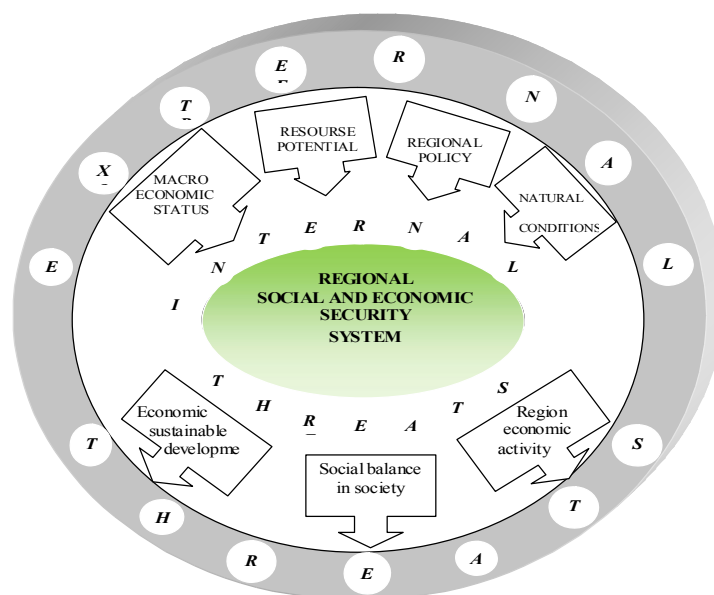 E X T E R N A L
MACRO
ECONOMIC
STATUS
RESOURSE
POTENTIAL
REGIONAL
POLICY
NATURAL
CONDITIONS
I N T E R N A L
REGIONAL
SOCIAL AND ECONOMIC
SECURITY
SYSTEM
T H R E A T S
Economic
sustainable
developme
Social balance
in society
Region
economic
activity
T H R E A T S